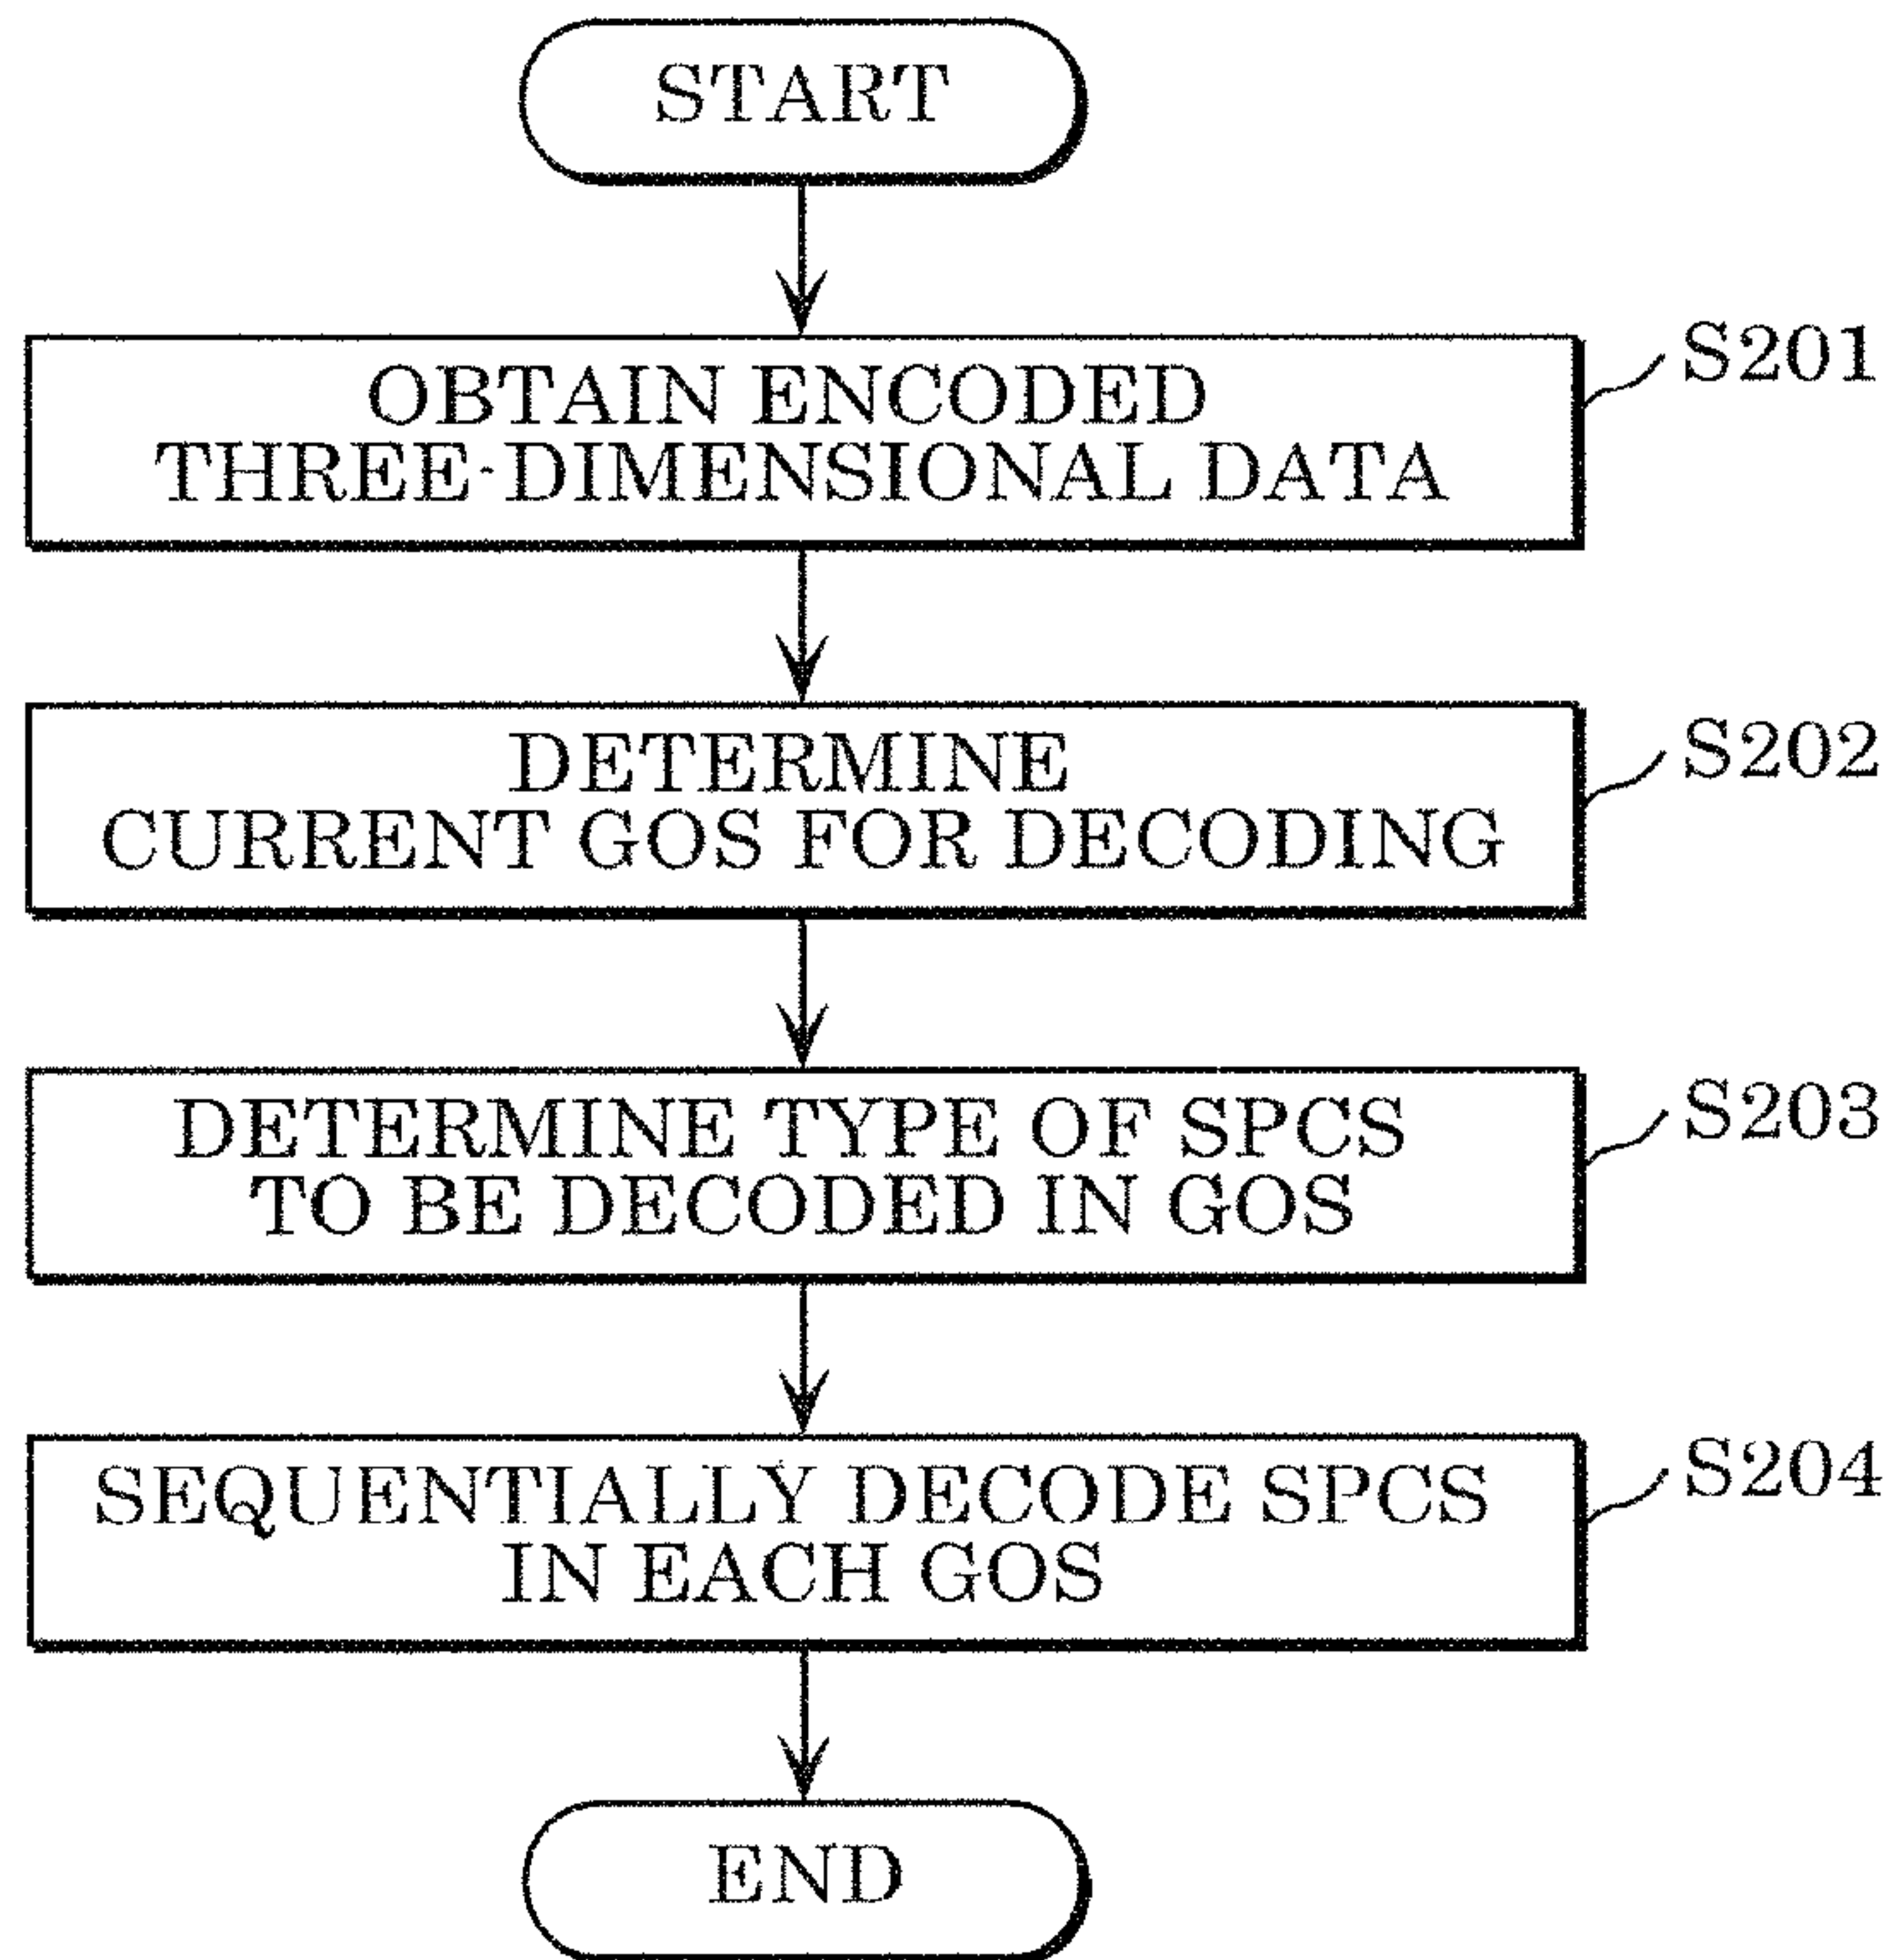 START
OBTAIN ENCODED
THREE-DIMENSIONAL DATA
S201
DETERMINE
CURRENT GOS FOR DECODING
S202
DETERMINE TYPE OF SPCS
TO BE DECODED IN GOS
S203
SEQUENTIALLY DECODE SPCS
IN EACH GOS
S204
END